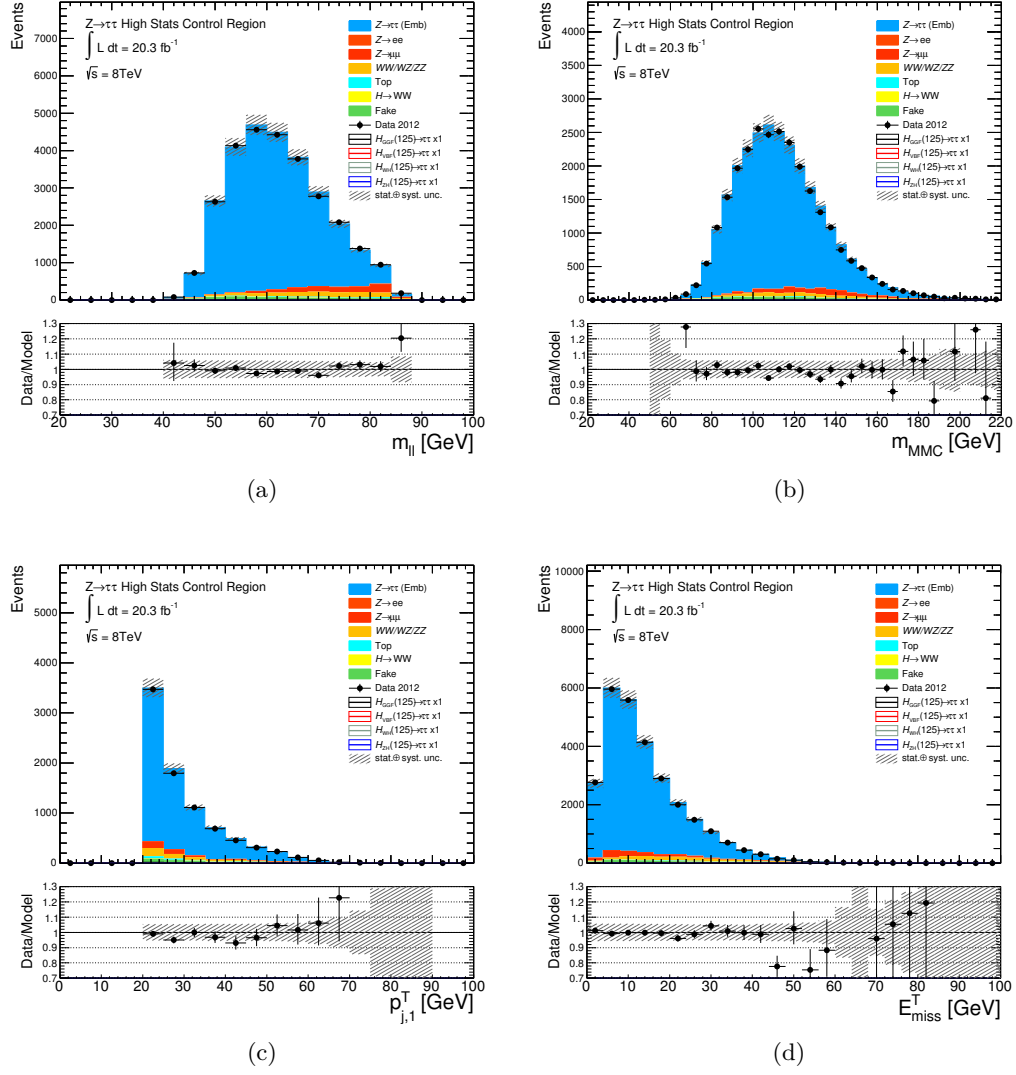 Events
Z→ττ High Stats Control Region
∫ L dt = 20.3 fb⁻¹
√s = 8TeV
Z→ττ (Emb)
Z→ee
Z→μμ
WW/WZ/ZZ
Top
H→WW
Fake
Data 2012
H_GGF(125)→ττ x1
H_VBF(125)→ττ x1
H_WH(125)→ττ x1
H_ZH(125)→ττ x1
stat.⊕syst. unc.
7000
6000
5000
4000
3000
2000
1000
0
Data/Model
1.3
1.2
1.1
1
0.9
0.8
0.7
20 30 40 50 60 70 80 90 100
m_ll [GeV]
(a)
Events
Z→ττ High Stats Control Region
∫ L dt = 20.3 fb⁻¹
√s = 8TeV
Z→ττ (Emb)
Z→ee
Z→μμ
WW/WZ/ZZ
Top
H→WW
Fake
Data 2012
H_GGF(125)→ττ x1
H_VBF(125)→ττ x1
H_WH(125)→ττ x1
H_ZH(125)→ττ x1
stat.⊕syst. unc.
4000
3500
3000
2500
2000
1500
1000
500
0
Data/Model
1.3
1.2
1.1
1
0.9
0.8
0.7
20 40 60 80 100 120 140 160 180 200 220
m_MMC [GeV]
(b)
Events
Z→ττ High Stats Control Region
∫ L dt = 20.3 fb⁻¹
√s = 8TeV
Z→ττ (Emb)
Z→ee
Z→μμ
WW/WZ/ZZ
Top
H→WW
Fake
Data 2012
H_GGF(125)→ττ x1
H_VBF(125)→ττ x1
H_WH(125)→ττ x1
H_ZH(125)→ττ x1
stat.⊕syst. unc.
5000
4000
3000
2000
1000
0
Data/Model
1.3
1.2
1.1
1
0.9
0.8
0.7
0 10 20 30 40 50 60 70 80 90 100
p^T_j,1 [GeV]
(c)
Events
Z→ττ High Stats Control Region
∫ L dt = 20.3 fb⁻¹
√s = 8TeV
Z→ττ (Emb)
Z→ee
Z→μμ
WW/WZ/ZZ
Top
H→WW
Fake
Data 2012
H_GGF(125)→ττ x1
H_VBF(125)→ττ x1
H_WH(125)→ττ x1
H_ZH(125)→ττ x1
stat.⊕syst. unc.
10000
8000
6000
4000
2000
0
Data/Model
1.3
1.2
1.1
1
0.9
0.8
0.7
0 10 20 30 40 50 60 70 80 90 100
E^T_miss [GeV]
(d)